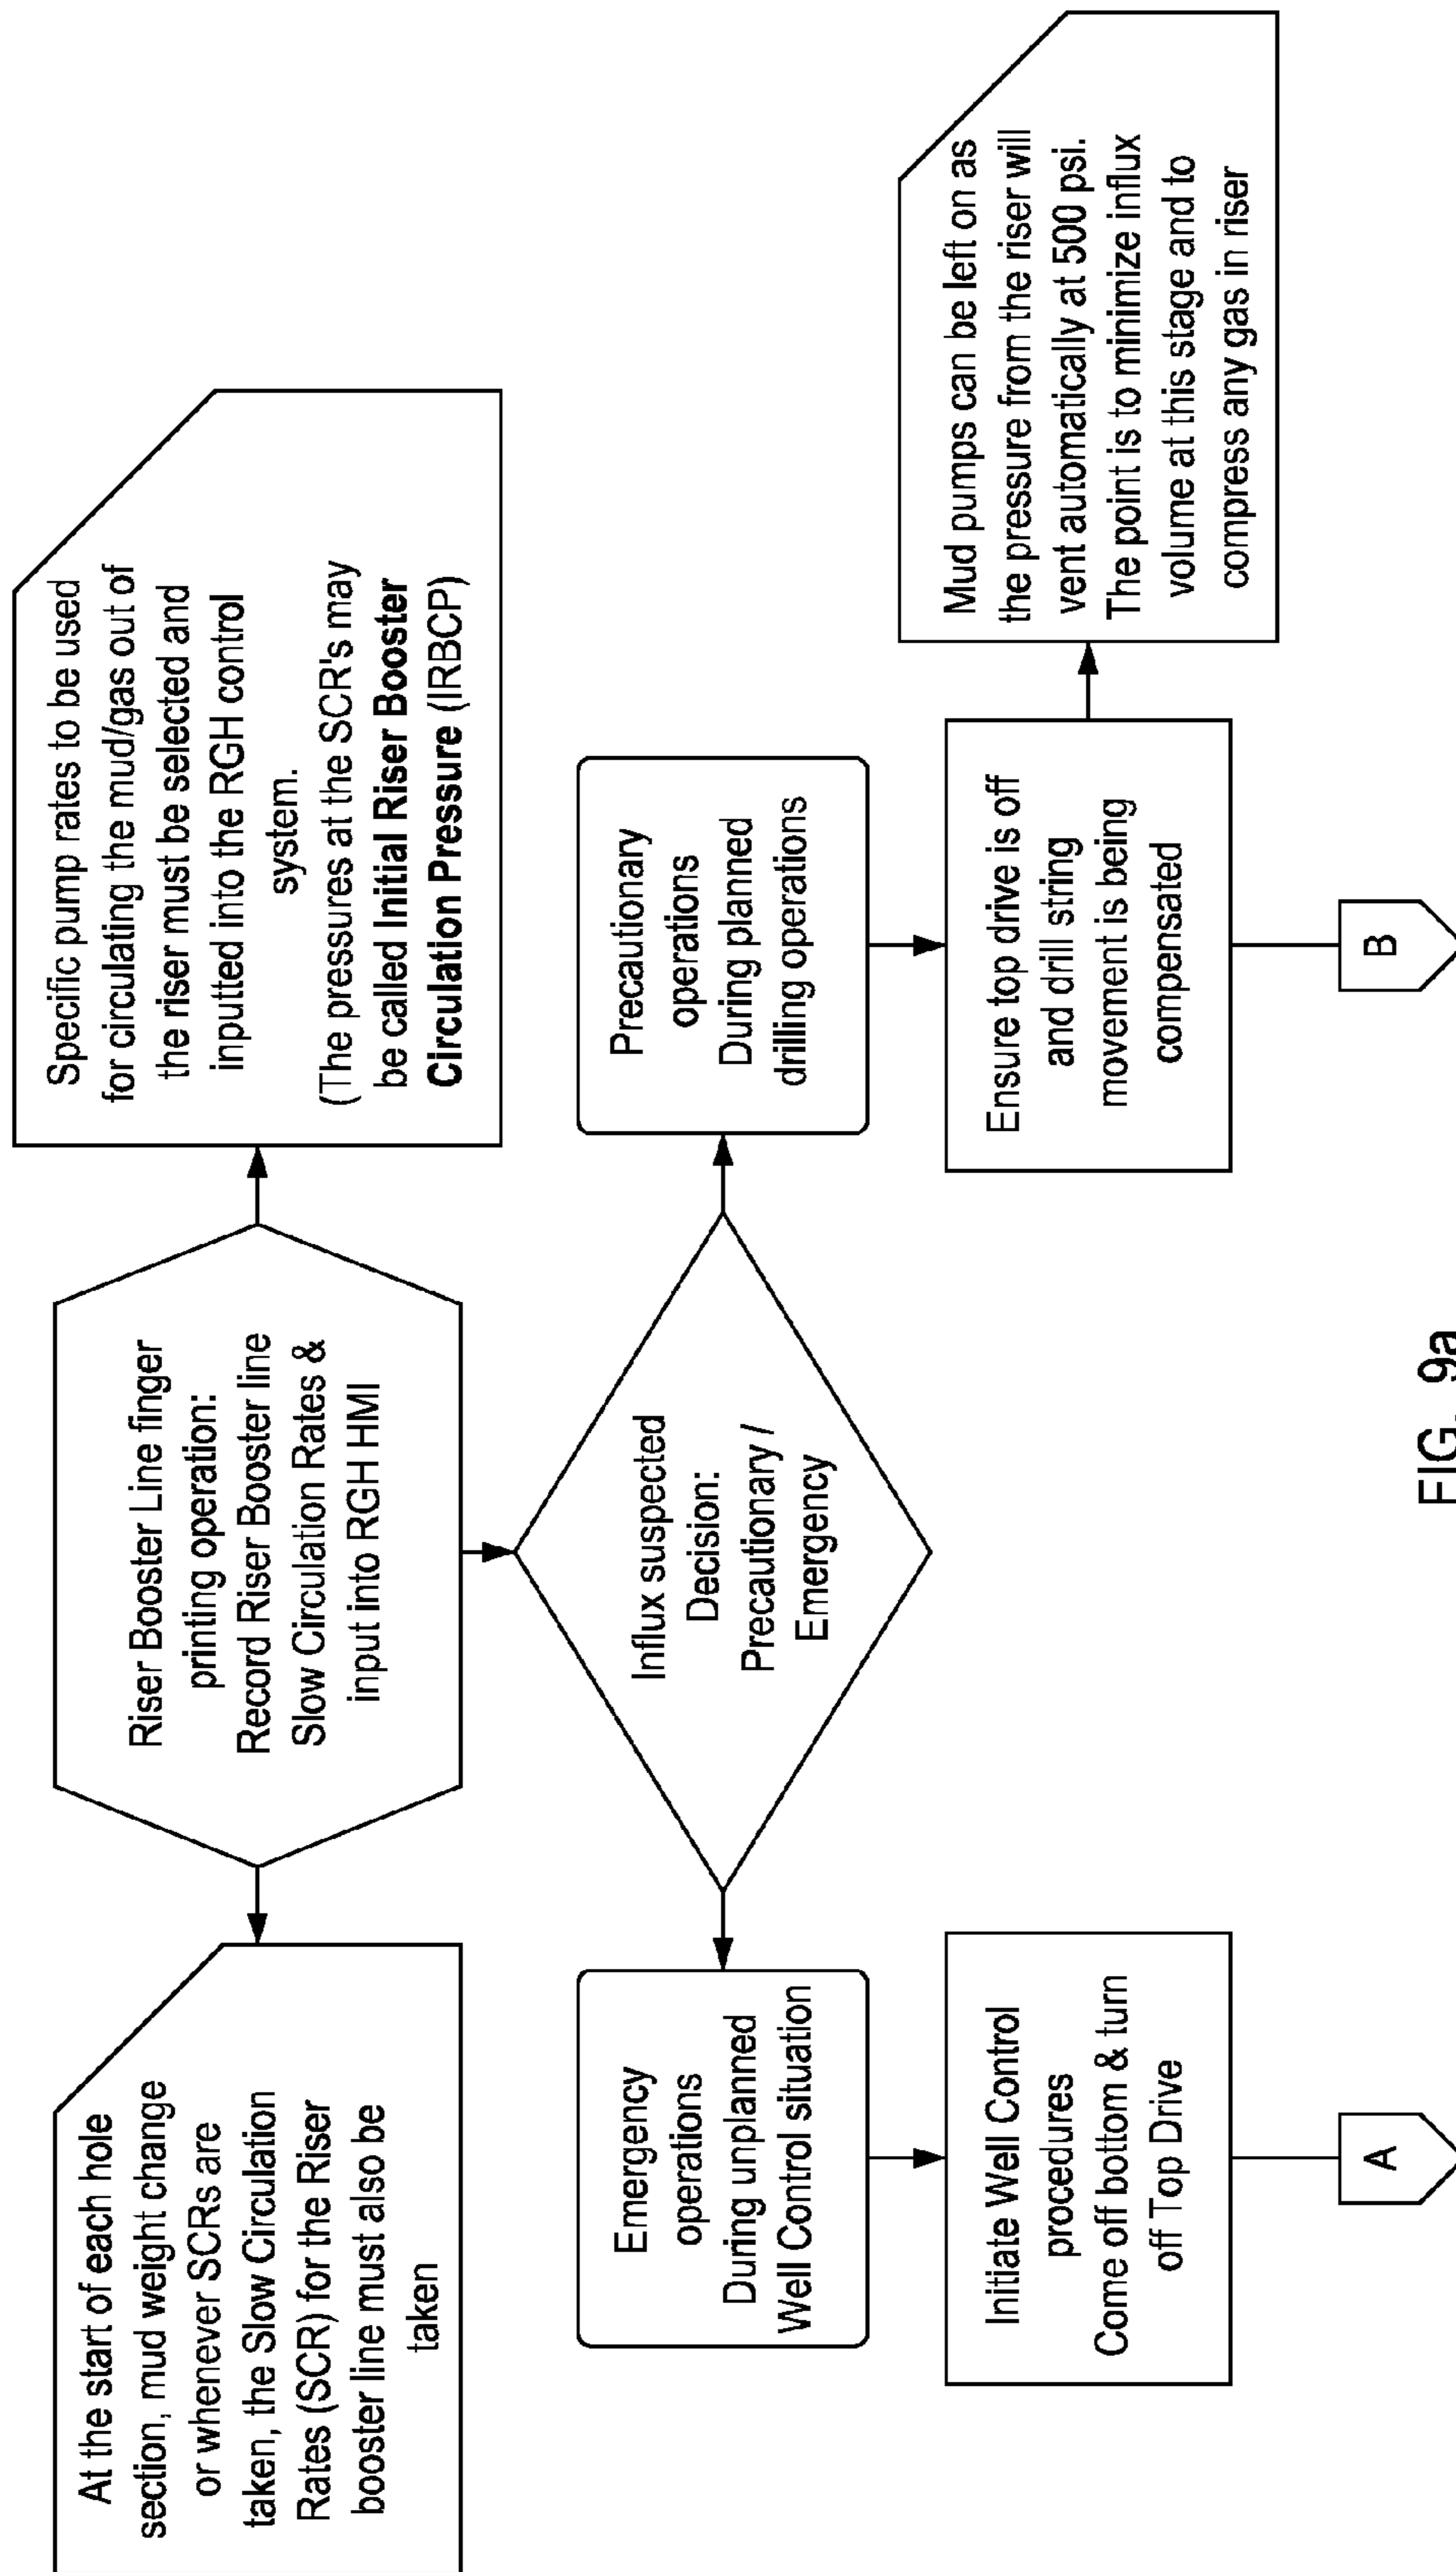 At the start of each hole
section, mud weight change
or whenever SCRs are
taken, the Slow Circulation
Rates (SCR) for the Riser
booster line must also be
taken
Riser Booster Line finger
printing operation:
Record Riser Booster line
Slow Circulation Rates &
input into RGH HMI
Specific pump rates to be used
for circulating the mud/gas out of
the riser must be selected and
inputted into the RGH control
system.
(The pressures at the SCR's may
be called Initial Riser Booster
Circulation Pressure (IRBCP)
Influx suspected
Decision:
Precautionary /
Emergency
Emergency
operations
During unplanned
Well Control situation
Precautionary
operations
During planned
drilling operations
Initiate Well Control
procedures
Come off bottom & turn
off Top Drive
Ensure top drive is off
and drill string
movement is being
compensated
Mud pumps can be left on as
the pressure from the riser will
vent automatically at 500 psi.
The point is to minimize influx
volume at this stage and to
compress any gas in riser
A
B
FIG. 9a